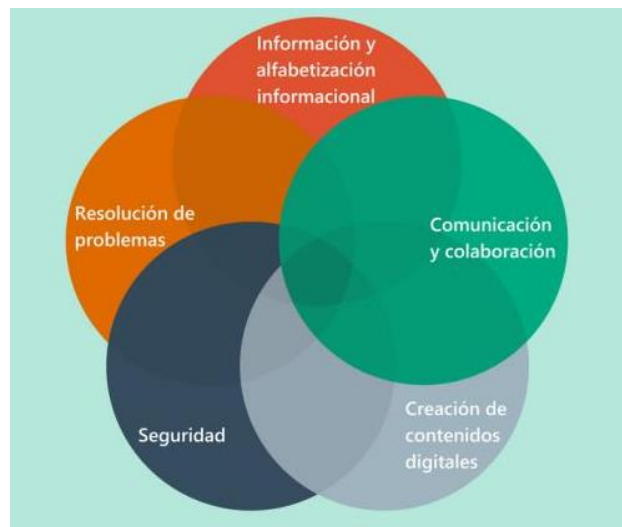 Información y
alfabetización
informacional
Comunicación
y colaboración
Creación de
contenidos
digitales
Seguridad
Resolución de
problemas